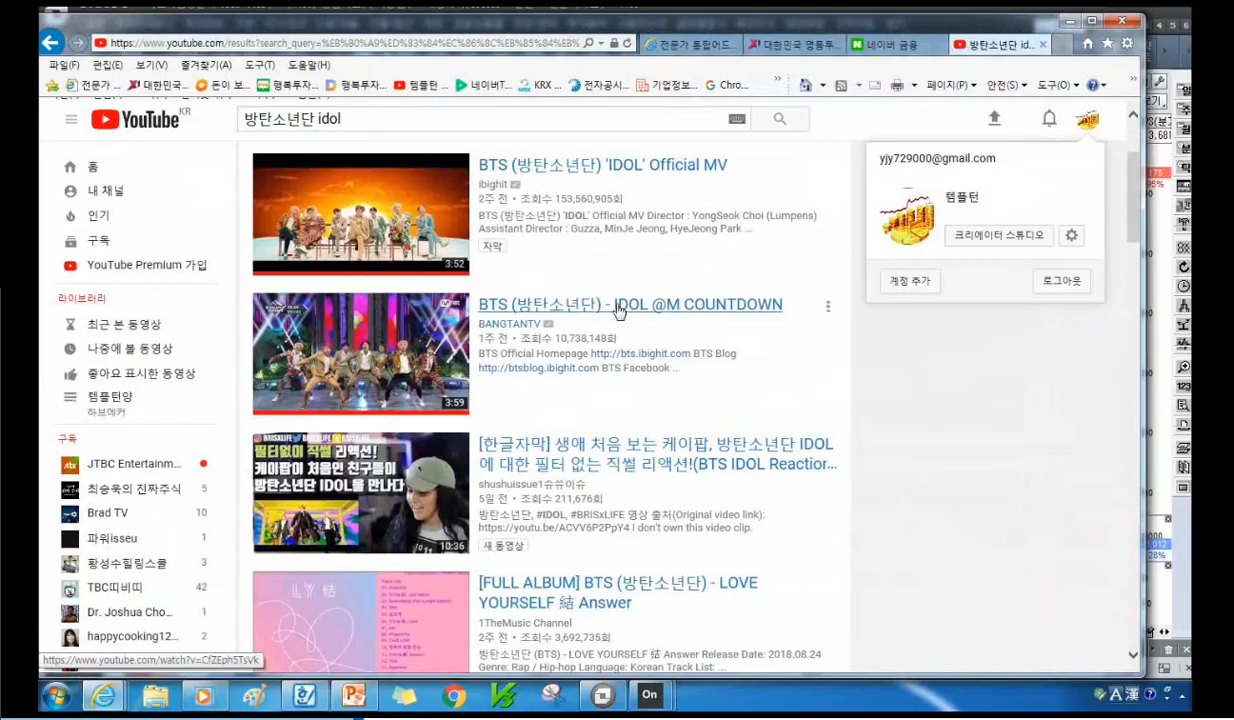 4 5 6
https://www.youtube.com/results?search_query=%EB%B0%A9%ED%83%84%EC%86%8C%EB%85%84%
전문가 통합어드...
대한민국 명품투...
네이버 금융
방탄소년단 id...
파일(F) 편집(E) 보기(V) 즐겨찾기(A) 도구(T) 도움말(H)
전문가 ...
대한민국...
돈이 보...
행복투자...
행복투자...
템플턴 ...
네이버T...
KRX ...
전자공시...
기업정보...
Chro...
페이지(P)
안전(S)
도구(O)
YouTube KR
방탄소년단 idol
3,681
175
95%
홈
내 채널
인기
구독
YouTube Premium 가입
라이브러리
최근 본 동영상
나중에 볼 동영상
좋아요 표시한 동영상
템플턴양
하브애커
구독
JTBC Entertainm...
최승욱의 진짜주식 5
Brad TV 10
파워isseu 1
황성수힐링스쿨 3
TBC띠비띠 42
Dr. Joshua Cho... 1
happycooking12... 2
https://www.youtube.com/watch?v=CfZEph5TsVk
BTS (방탄소년단) 'IDOL' Official MV
ibighit
2주 전 • 조회수 153,560,905회
BTS (방탄소년단) 'IDOL' Official MV Director : YongSeok Choi (Lumpens)
Assistant Director : Guzza, MinJe Jeong, HyeJeong Park ...
자막
3:52
BTS (방탄소년단) - IDOL @M COUNTDOWN
BANGTANTV
1주 전 • 조회수 10,738,148회
BTS Official Homepage http://bts.ibighit.com BTS Blog
http://btsblog.ibighit.com BTS Facebook ...
3:59
BRISXLIFE BRISXLIFE BRISXLIFE
필터없이 직썰 리액션!
케이팝이 처음인 친구들이
방탄소년단 IDOL을 만나다
10:36
[한글자막] 생애 처음 보는 케이팝, 방탄소년단 IDOL
에 대한 필터 없는 직썰 리액션!(BTS IDOL Reaction...
shushuissue1슈슈이슈
5일 전 • 조회수 211,676회
방탄소년단, #IDOL, #BRISxLIFE 영상 출처(Original video link):
https://youtu.be/ACVV6P2PpY4 I don't own this video clip.
새 동영상
LY 結
[FULL ALBUM] BTS (방탄소년단) - LOVE
YOURSELF 結 Answer
1TheMusic Channel
2주 전 • 조회수 3,692,735회
BTS (방탄소년단) - LOVE YOURSELF 結 Answer Release Date: 2018.08.24
Genre: Rap / Hip-hop Language: Korean Track List: ...
yjy729000@gmail.com
템플턴
크리에이터 스튜디오
계정 추가
로그아웃
123
2,012
28%
On
A 漢